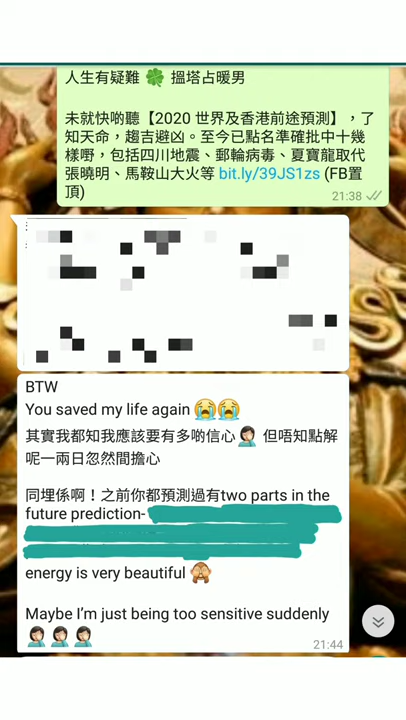 人生有疑難 🍀 搵塔占暖男
未就快啲聽【2020 世界及香港前途預測】，了
知天命，趨吉避凶。至今已點名準確批中十幾
樣嘢，包括四川地震、郵輪病毒、夏寶龍取代
張曉明、馬鞍山大火等 bit.ly/39JS1zs (FB置
頂)
21:38
BTW
You saved my life again 😭😭
其實我都知我應該要有多啲信心🤦🏻‍♀️ 但唔知點解
呢一兩日忽然間擔心
同埋係啊！之前你都預測過有two parts in the
future prediction-
energy is very beautiful 🙈
Maybe I’m just being too sensitive suddenly
🤦🏻‍♀️🤦🏻‍♀️🤦🏻‍♀️
21:44